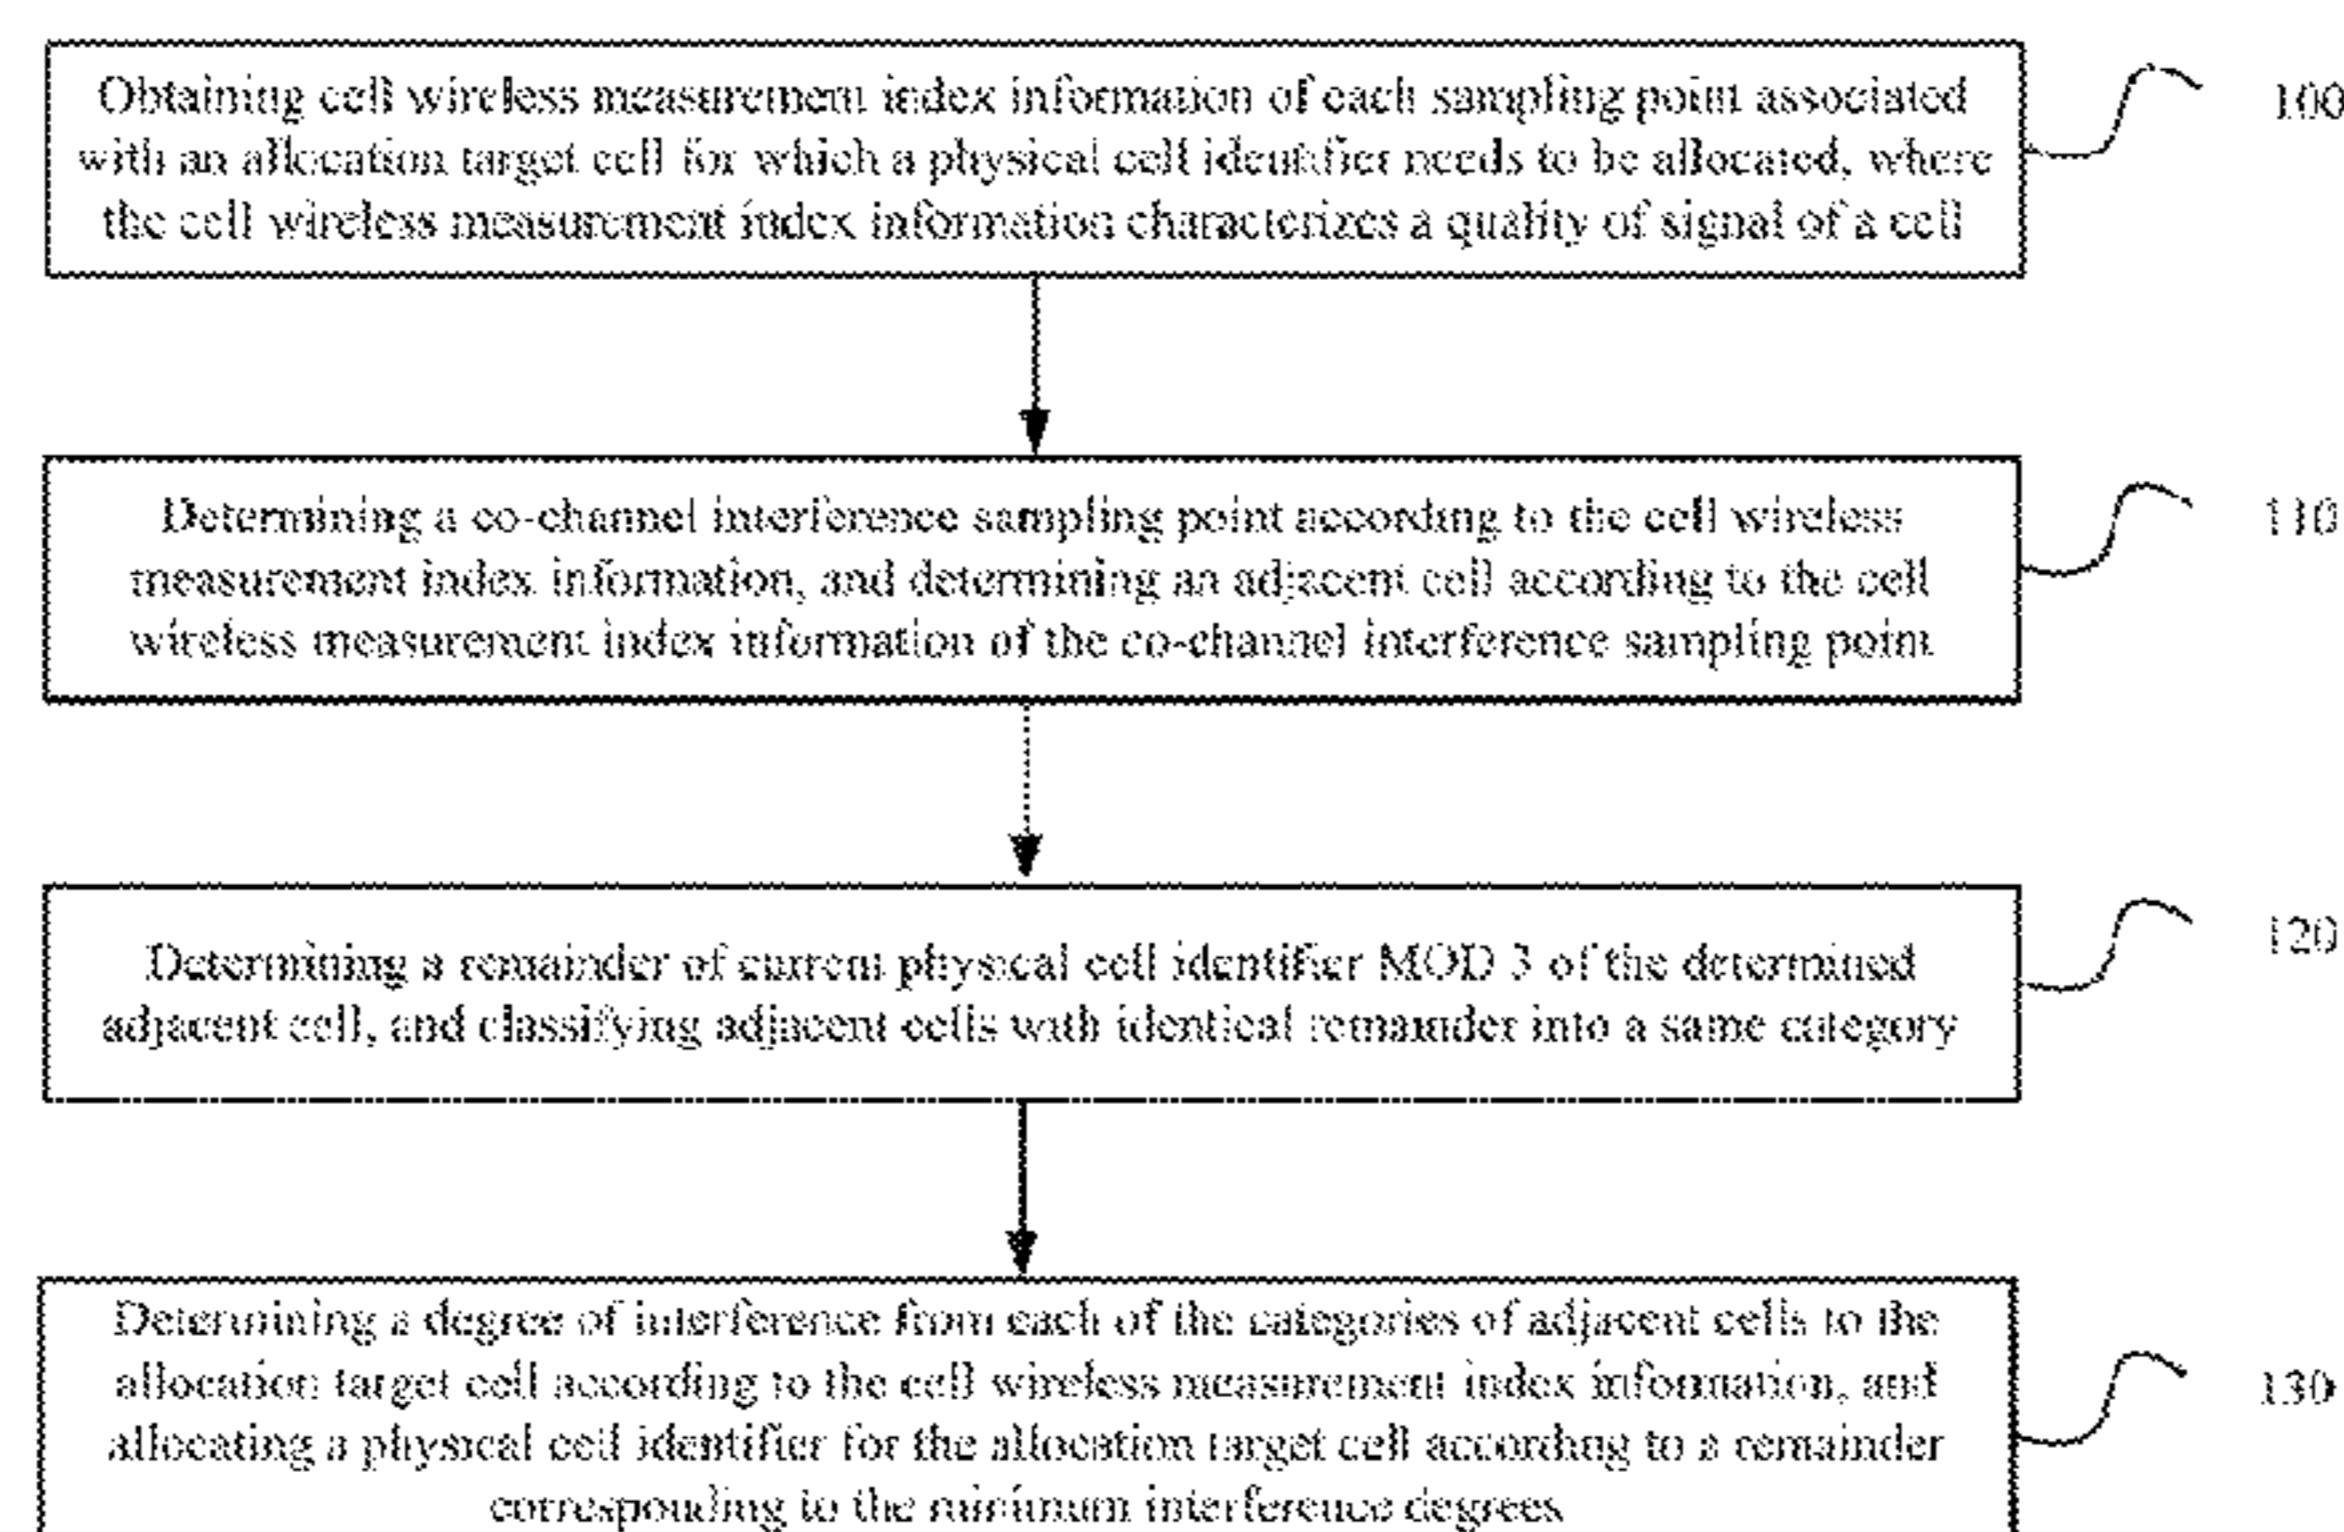 Obtaining cell wireless measurement index information of each sampling point associated
with an allocation target cell for which a physical cell identifier needs to be allocated, where
the cell wireless measurement index information characterizes a quality of signal of a cell
100
Determining a co-channel interference sampling point according to the cell wireless
measurement index information, and determining an adjacent cell according to the cell
wireless measurement index information of the co-channel interference sampling point
110
Determining a remainder of current physical cell identifier MOD 3 of the determined
adjacent cell, and classifying adjacent cells with identical remainder into a same category
120
Determining a degree of interference from each of the categories of adjacent cells to the
allocation target cell according to the cell wireless measurement index information, and
allocating a physical cell identifier for the allocation target cell according to a remainder
corresponding to the minimum interference degrees
130